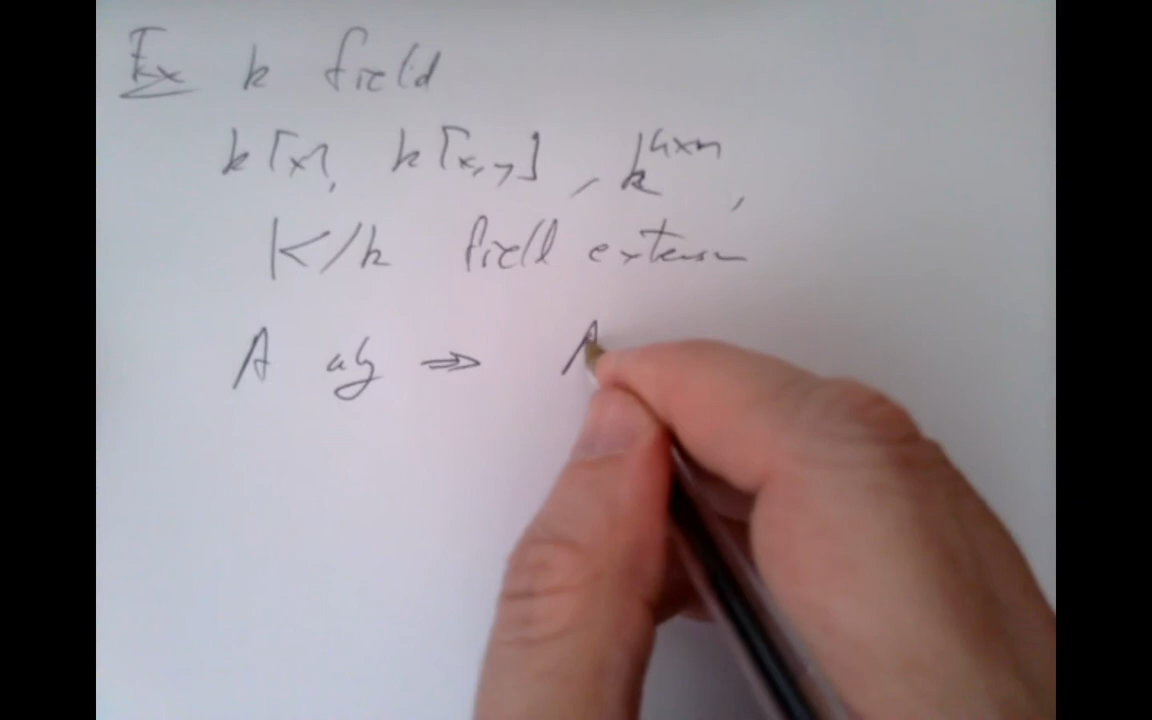 Ex k field
k[x], k[x,y], k^{n×n},
K/k field extension
A alg ⇒ A